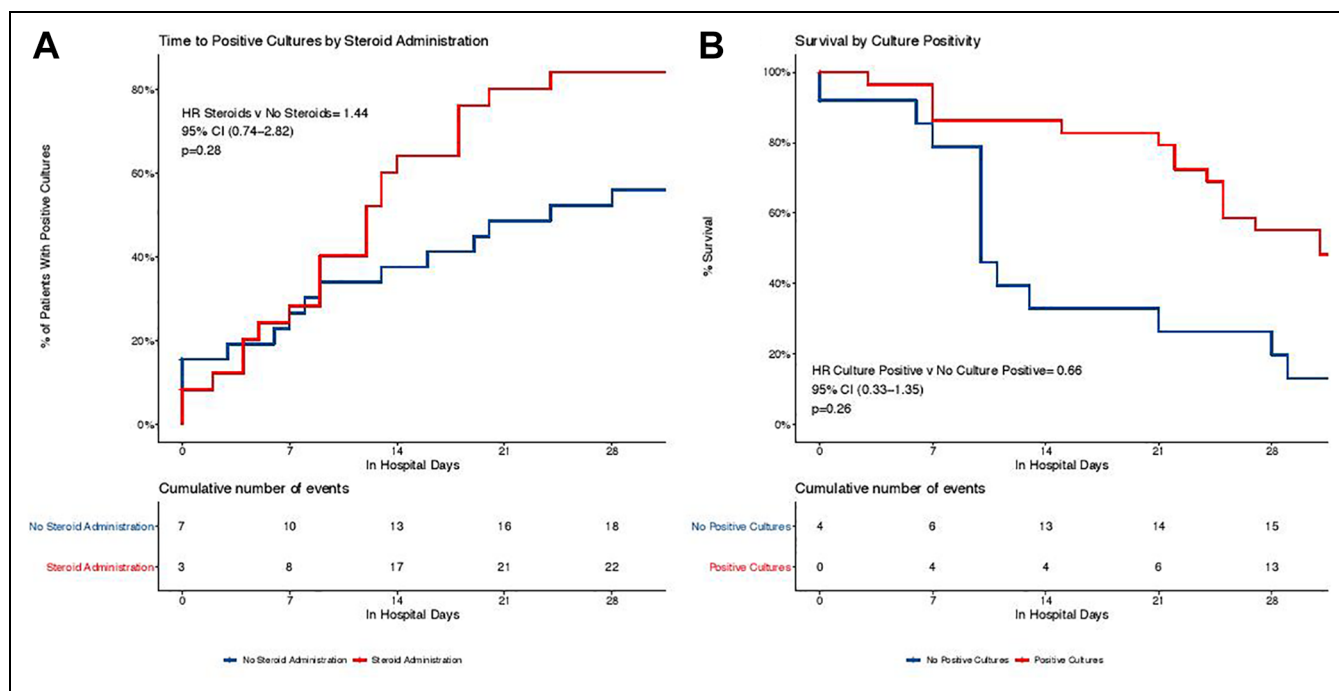 A
Time to Positive Cultures by Steroid Administration
% of Patients With Positive Cultures
80%
60%
40%
20%
0%
HR Steroids v No Steroids= 1.44
95% CI (0.74–2.82)
p=0.28
0 7 14 21 28
In Hospital Days
Cumulative number of events
No Steroid Administration 7 10 13 16 18
Steroid Administration 3 8 17 21 22
0 7 14 21 28
In Hospital Days
No Steroid Administration Steroid Administration
B
Survival by Culture Positivity
% Survival
100%
80%
60%
40%
20%
0%
HR Culture Positive v No Culture Positive= 0.66
95% CI (0.33–1.35)
p=0.26
0 7 14 21 28
In Hospital Days
Cumulative number of events
No Positive Cultures 4 6 13 14 15
Positive Cultures 0 4 4 6 13
0 7 14 21 28
In Hospital Days
No Positive Cultures Positive Cultures